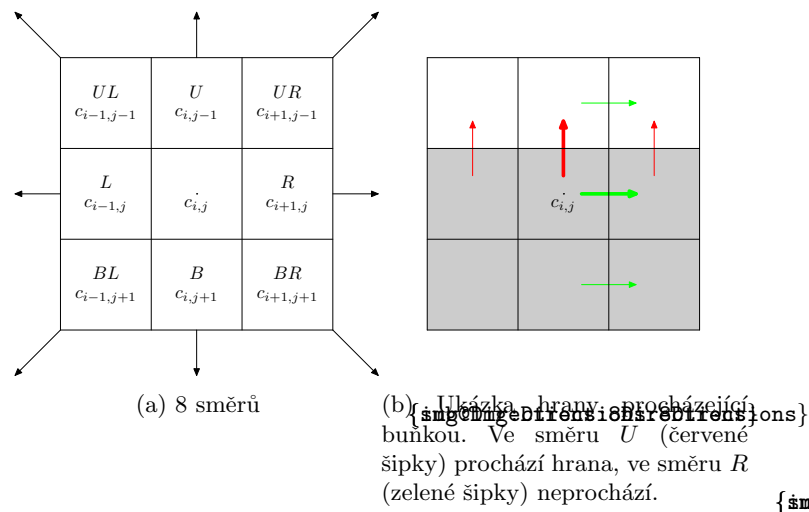 UL U UR
c_{i−1,j−1} c_{i,j−1} c_{i+1,j−1}
L . R
c_{i−1,j} c_{i,j} c_{i+1,j}
BL B BR
c_{i−1,j+1} c_{i,j+1} c_{i+1,j+1}
(a) 8 směrů
.
c_{i,j}
(b) Ukázka hrany procházející
buňkou. Ve směru U (červené
šipky) prochází hrana, ve směru R
(zelené šipky) neprochází.